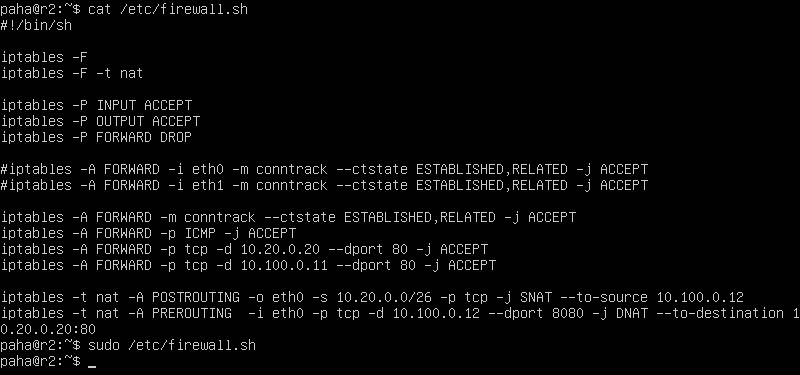 paha@r2:~$ cat /etc/firewall.sh
#!/bin/sh

iptables -F
iptables -F -t nat

iptables -P INPUT ACCEPT
iptables -P OUTPUT ACCEPT
iptables -P FORWARD DROP

#iptables -A FORWARD -i eth0 -m conntrack --ctstate ESTABLISHED,RELATED -j ACCEPT
#iptables -A FORWARD -i eth1 -m conntrack --ctstate ESTABLISHED,RELATED -j ACCEPT

iptables -A FORWARD -m conntrack --ctstate ESTABLISHED,RELATED -j ACCEPT
iptables -A FORWARD -p ICMP -j ACCEPT
iptables -A FORWARD -p tcp -d 10.20.0.20 --dport 80 -j ACCEPT
iptables -A FORWARD -p tcp -d 10.100.0.11 --dport 80 -j ACCEPT

iptables -t nat -A POSTROUTING -o eth0 -s 10.20.0.0/26 -p tcp -j SNAT --to-source 10.100.0.12
iptables -t nat -A PREROUTING  -i eth0 -p tcp -d 10.100.0.12 --dport 8080 -j DNAT --to-destination 1
0.20.0.20:80
paha@r2:~$ sudo /etc/firewall.sh
paha@r2:~$ _